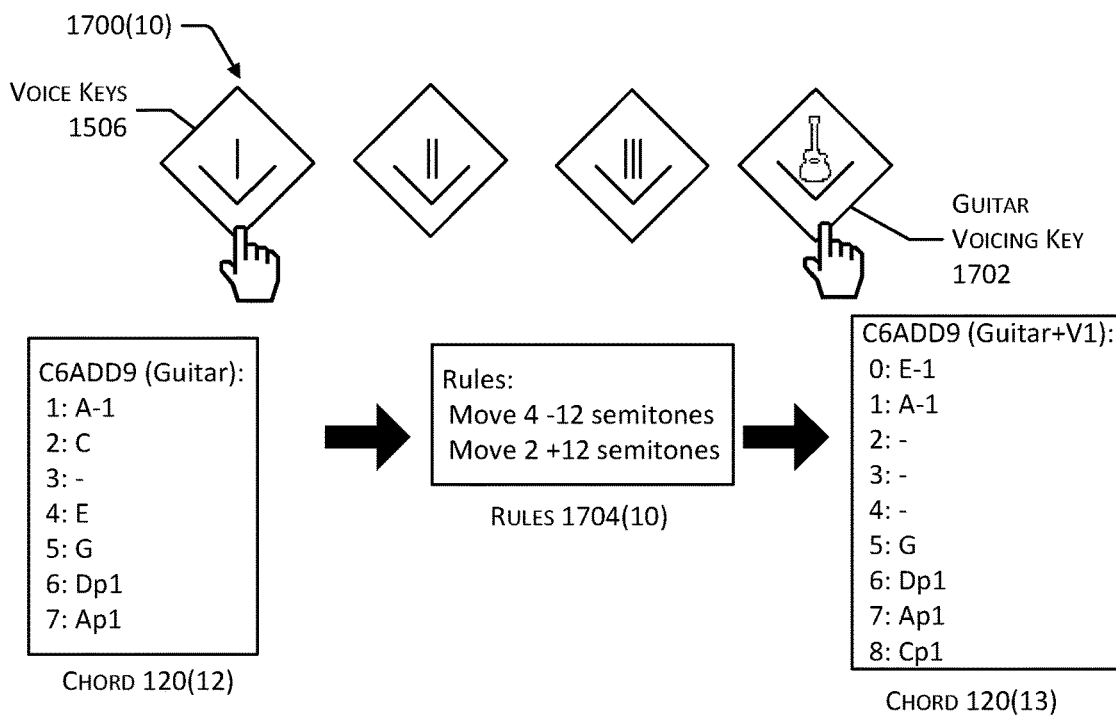 1700(10)
VOICE KEYS
1506
I
II
III
GUITAR
VOICING KEY
1702
C6ADD9 (Guitar):
1: A-1
2: C
3: -
4: E
5: G
6: Dp1
7: Ap1
CHORD 120(12)
Rules:
Move 4 -12 semitones
Move 2 +12 semitones
RULES 1704(10)
C6ADD9 (Guitar+V1):
0: E-1
1: A-1
2: -
3: -
4: -
5: G
6: Dp1
7: Ap1
8: Cp1
CHORD 120(13)